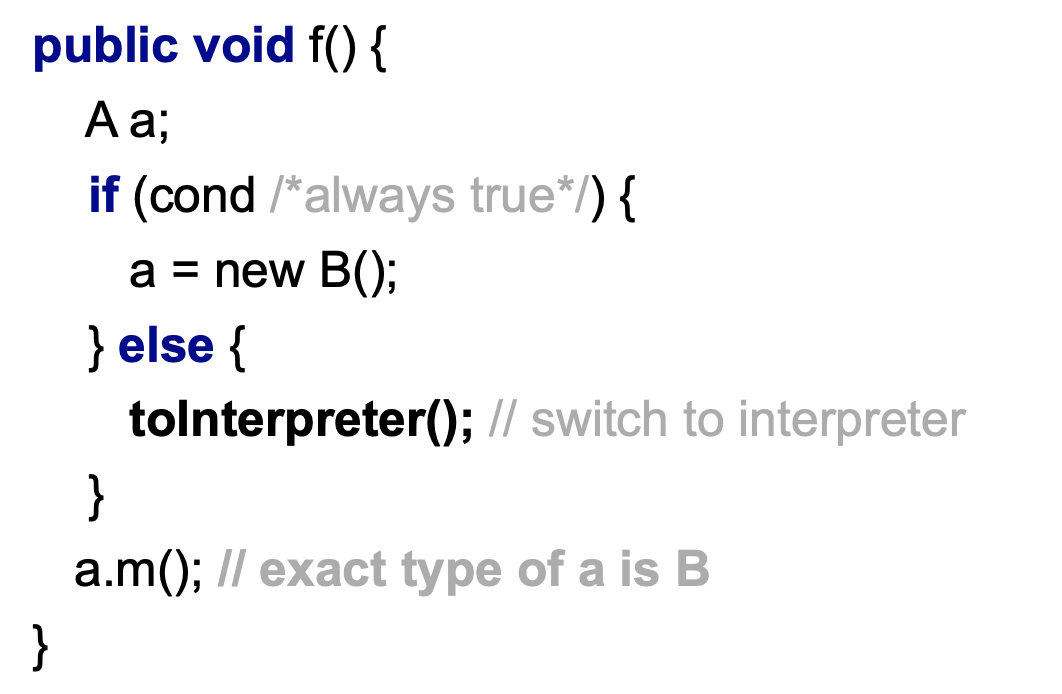 public void f() {
A a;
if (cond /*always true*/) {
a = new B();
} else {
toInterpreter(); // switch to interpreter
}
a.m(); // exact type of a is B
}